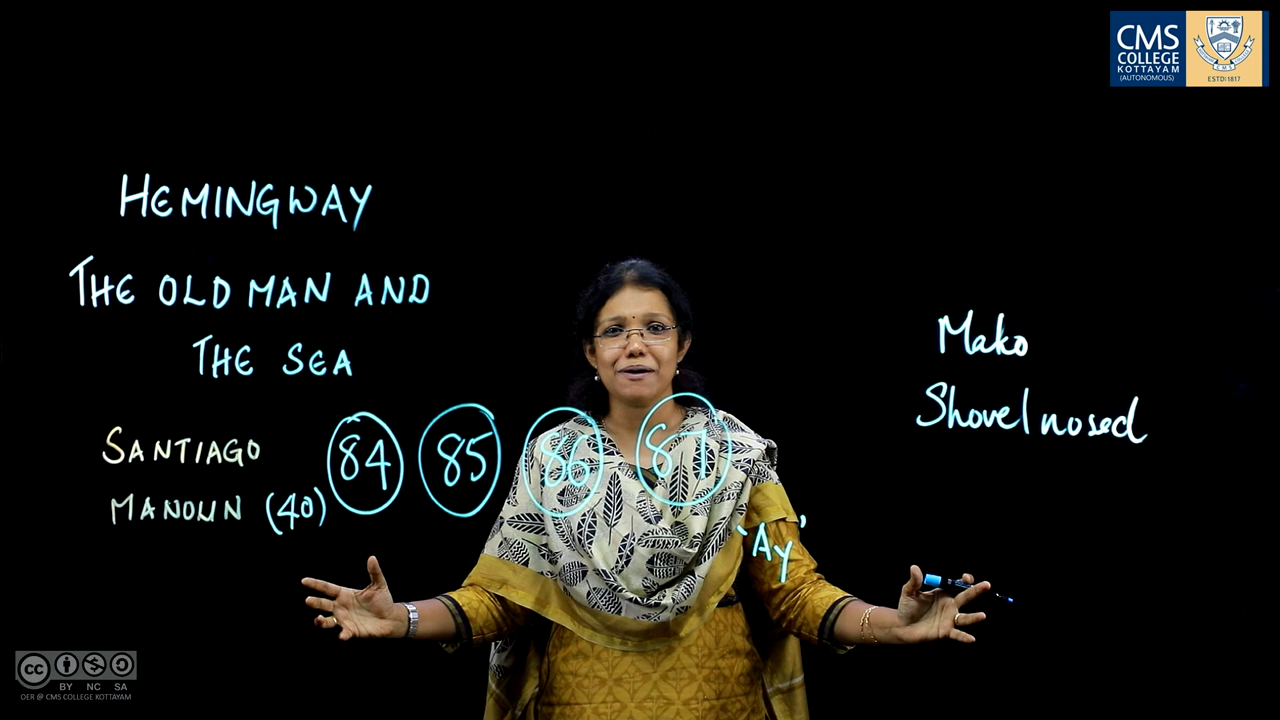 CMS
COLLEGE
KOTTAYAM
(AUTONOMOUS)
ESTD:1817
HEMINGWAY
THE OLD MAN AND
THE SEA
SANTIAGO
MANOLIN (40)
84 85 86 87
'Ay'
Mako
Shovel nosed
cc
BY NC SA
OER @ CMS COLLEGE KOTTAYAM